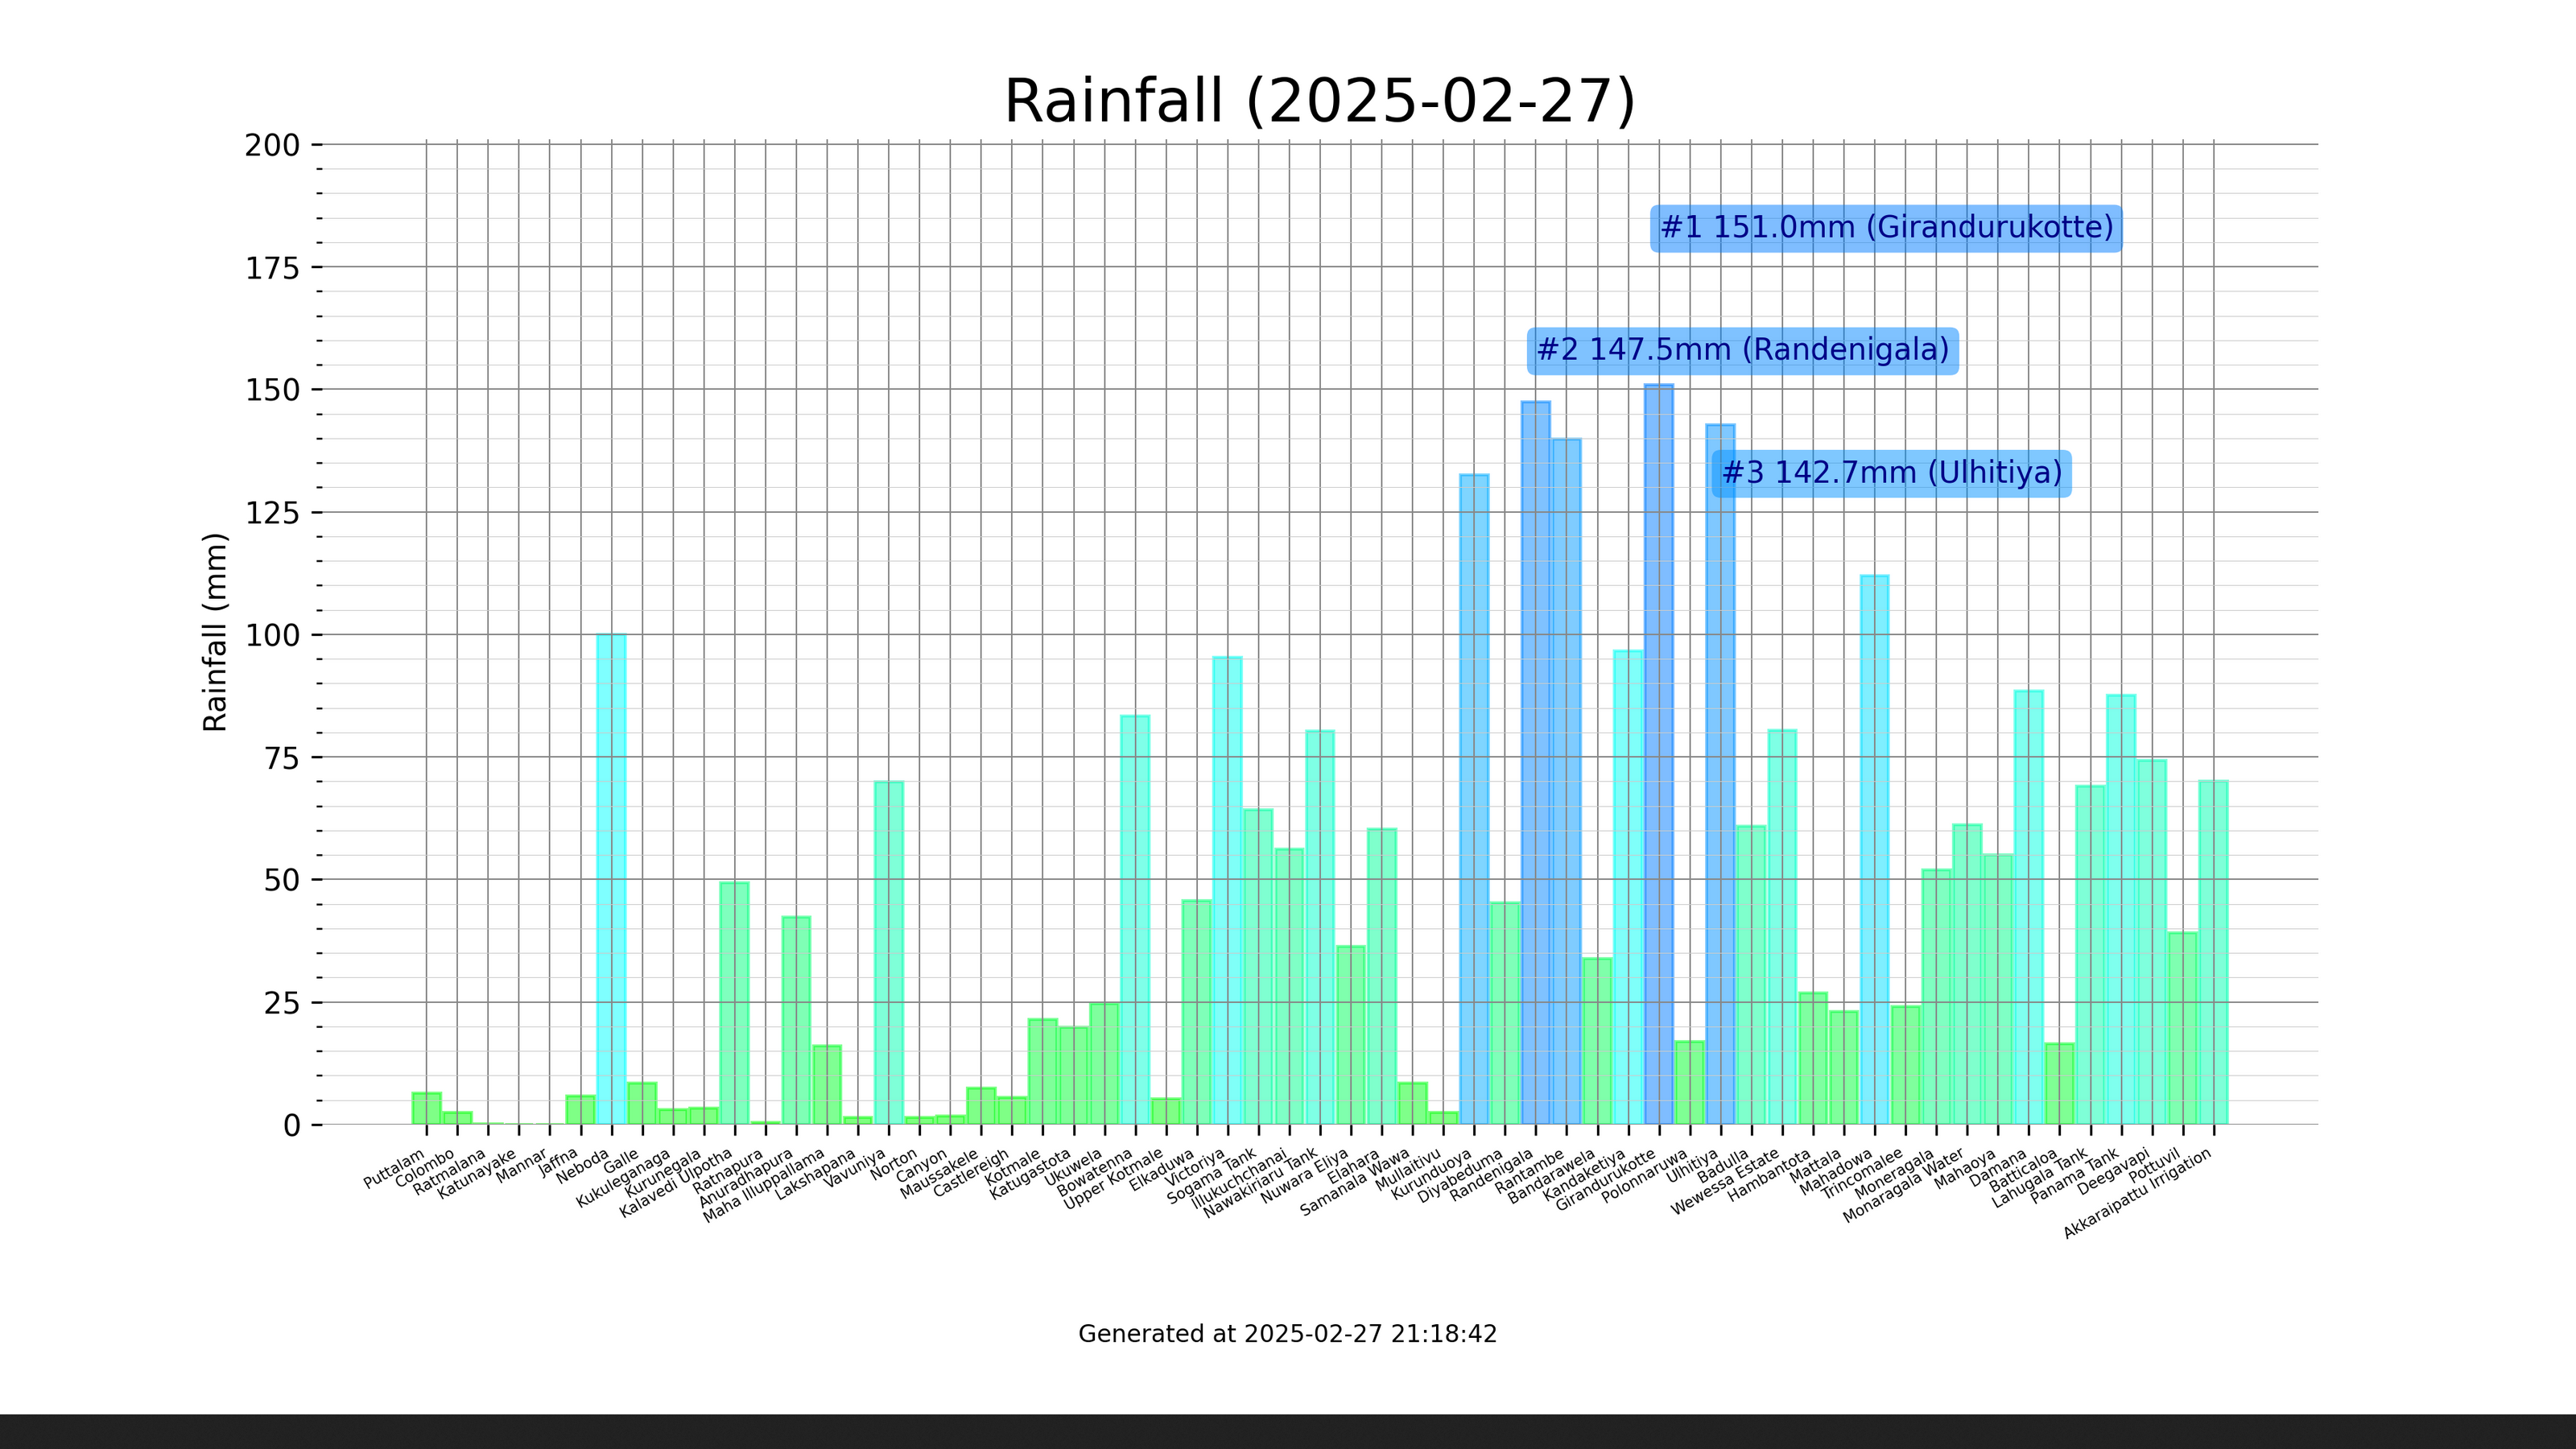 Rainfall (2025-02-27)
200
175
150
125
100
75
50
25
0
Rainfall (mm)
#1 151.0mm (Girandurukotte)
#2 147.5mm (Randenigala)
#3 142.7mm (Ulhitiya)
Puttalam
Colombo
Ratmalana
Katunayake
Mannar
Jaffna
Neboda
Galle
Kukuleganaga
Kurunegala
Kalavedi Ulpotha
Ratnapura
Anuradhapura
Maha Illuppallama
Lakshapana
Vavuniya
Norton
Canyon
Maussakele
Castlereigh
Kotmale
Katugastota
Ukuwela
Bowatenna
Upper Kotmale
Elkaduwa
Victoriya
Sogama Tank
Illukuchchanai
Nawakiriaru Tank
Nuwara Eliya
Elahara
Samanala Wawa
Mullaitivu
Kurunduoya
Diyabeduma
Randenigala
Rantambe
Bandarawela
Kandaketiya
Girandurukotte
Polonnaruwa
Ulhitiya
Badulla
Wewessa Estate
Hambantota
Mattala
Mahadowa
Trincomalee
Moneragala
Monaragala Water
Mahaoya
Damana
Batticaloa
Lahugala Tank
Panama Tank
Deegavapi
Pottuvil
Akkaraipattu Irrigation
Generated at 2025-02-27 21:18:42